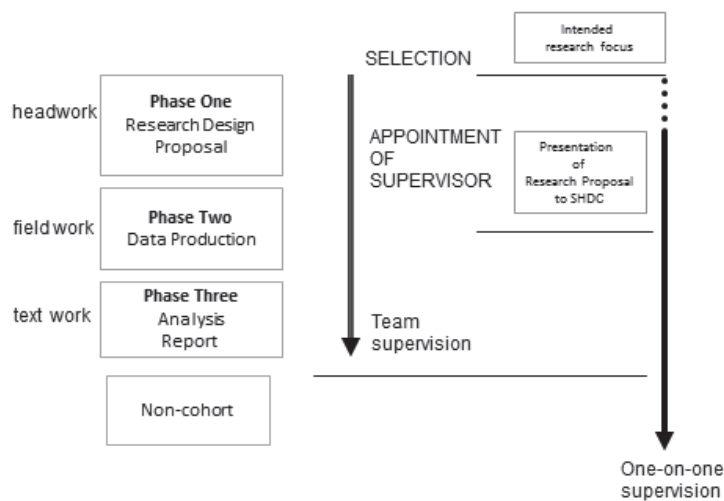 Intended
research focus
SELECTION
headwork
Phase One
Research Design
Proposal
APPOINTMENT
OF
SUPERVISOR
Presentation
of
Research Proposal
to SHDC
field work
Phase Two
Data Production
text work
Phase Three
Analysis
Report
Team
supervision
Non-cohort
One-on-one
supervision